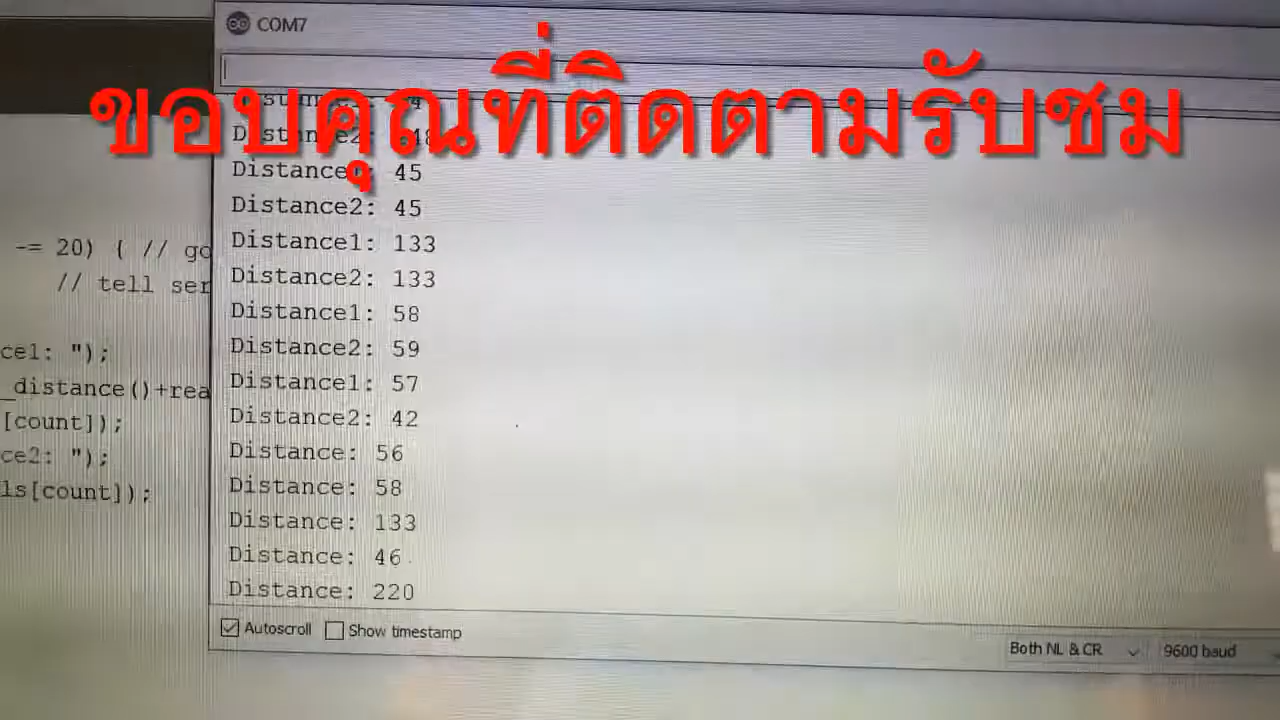 COM7
ขอบคุณที่ติดตามรับชม
Distance2: 48
45
Distance2: 45
Distance1: 133
Distance2: 133
Distance1: 58
Distance2: 59
Distance1: 57
Distance2: 42
Distance: 56
Distance: 58
Distance: 133
Distance: 46
Distance: 220
Autoscroll Show timestamp
Both NL & CR 9600 baud
-= 20) { // go
// tell ser
ce1: ");
_distance()+rea
[count]);
ce2: ");
ls[count]);